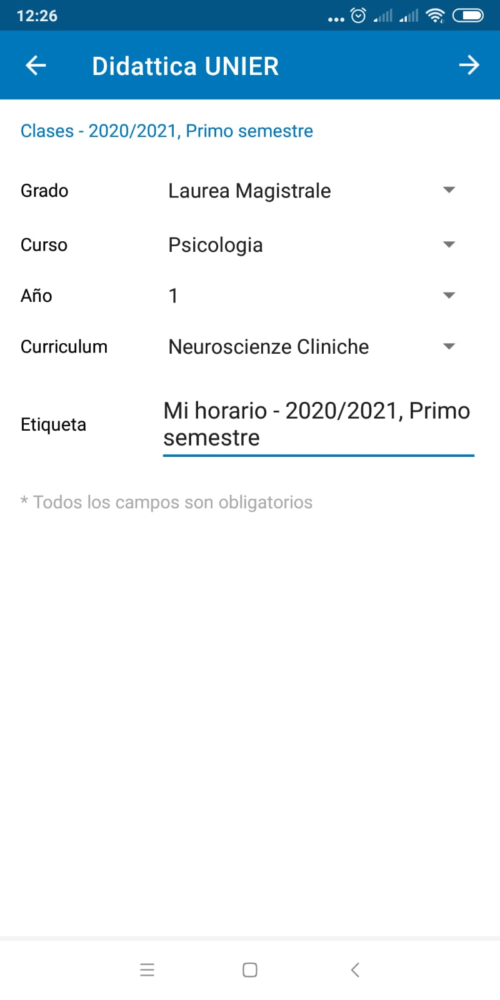 12:26
Didattica UNIER
Clases - 2020/2021, Primo semestre
Grado Laurea Magistrale
Curso Psicologia
Año 1
Curriculum Neuroscienze Cliniche
Etiqueta Mi horario - 2020/2021, Primo
semestre
* Todos los campos son obligatorios